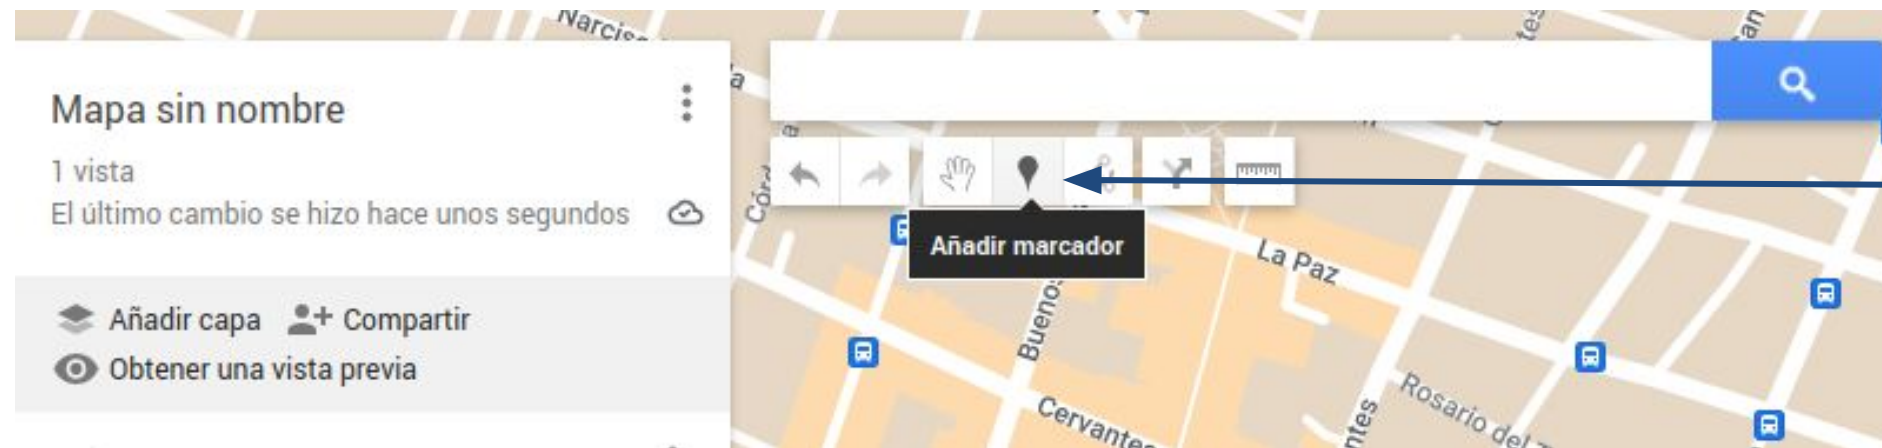 Narciso
Mapa sin nombre
1 vista
El último cambio se hizo hace unos segundos
Añadir marcador
La Paz
Añadir capa
Compartir
Obtener una vista previa
Cervantes
Rosario del